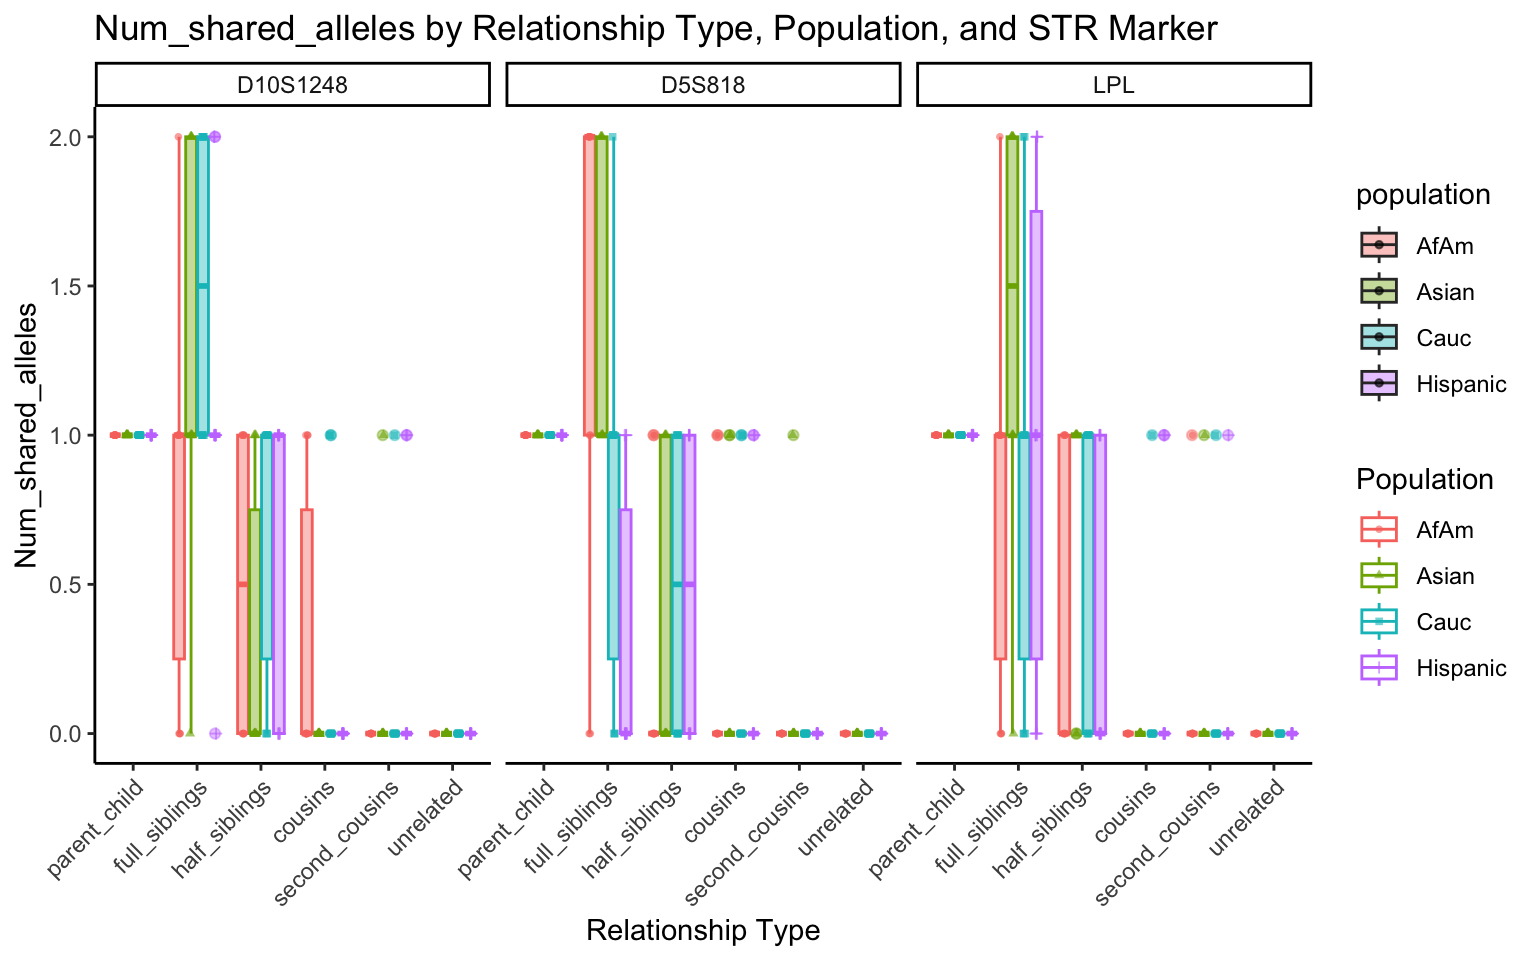 Num_shared_alleles by Relationship Type, Population, and STR Marker
D10S1248
D5S818
LPL
Num_shared_alleles
2.0
1.5
1.0
0.5
0.0
parent_child
full_siblings
half_siblings
cousins
second_cousins
unrelated
parent_child
full_siblings
half_siblings
cousins
second_cousins
unrelated
parent_child
full_siblings
half_siblings
cousins
second_cousins
unrelated
Relationship Type
population
AfAm
Asian
Cauc
Hispanic
Population
AfAm
Asian
Cauc
Hispanic